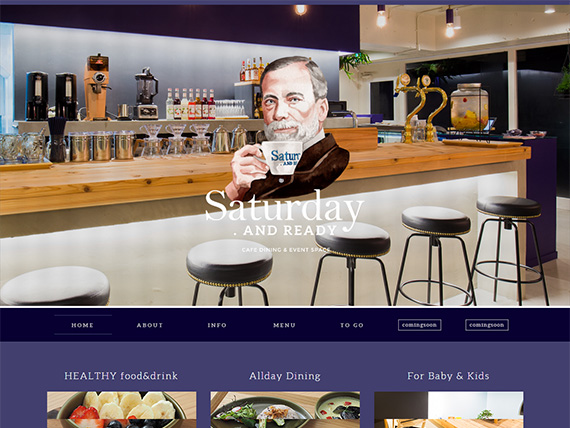 Satur
. AND R
Saturday
. AND READY
CAFE DINING & EVENT SPACE
HOME ABOUT INFO MENU TO GO comingsoon comingsoon
HEALTHY food&drink Allday Dining For Baby & Kids